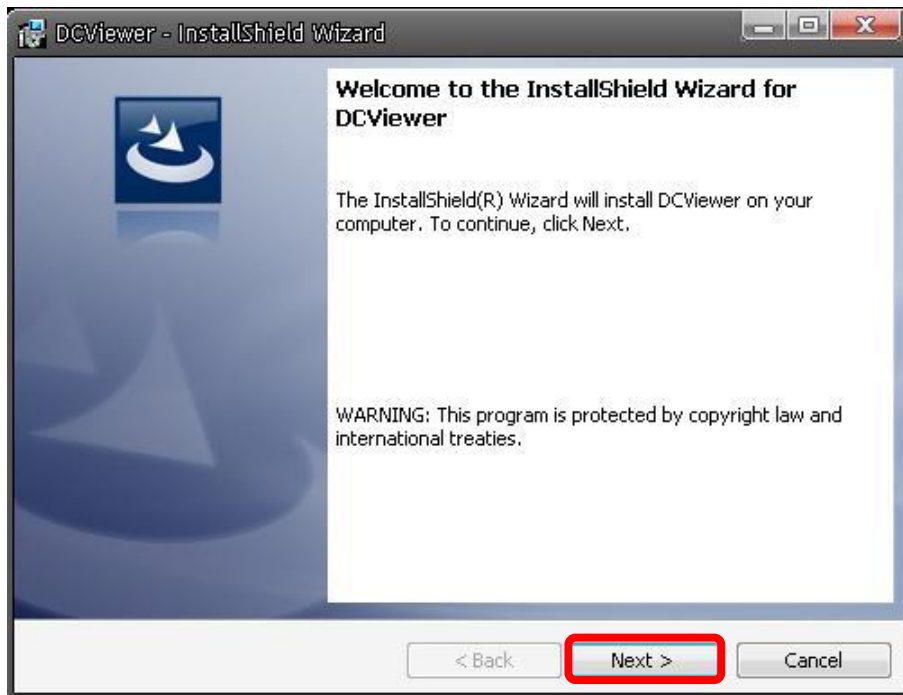 DCViewer - InstallShield Wizard
Welcome to the InstallShield Wizard for
DCViewer
The InstallShield(R) Wizard will install DCViewer on your
computer. To continue, click Next.
WARNING: This program is protected by copyright law and
international treaties.
< Back Next > Cancel